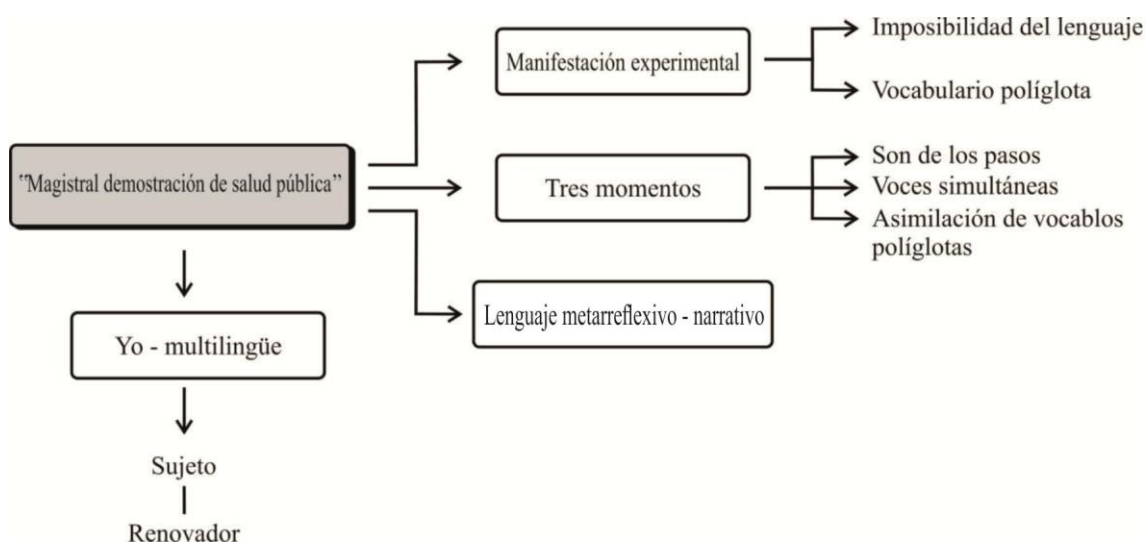 Imposibilidad del lenguaje
Manifestación experimental
Vocabulario políglota
Son de los pasos
"Magistral demostración de salud pública"
Tres momentos
Voces simultáneas
Asimilación de vocablos
políglotas
Lenguaje metarreflexivo - narrativo
Yo - multilingüe
Sujeto
Renovador